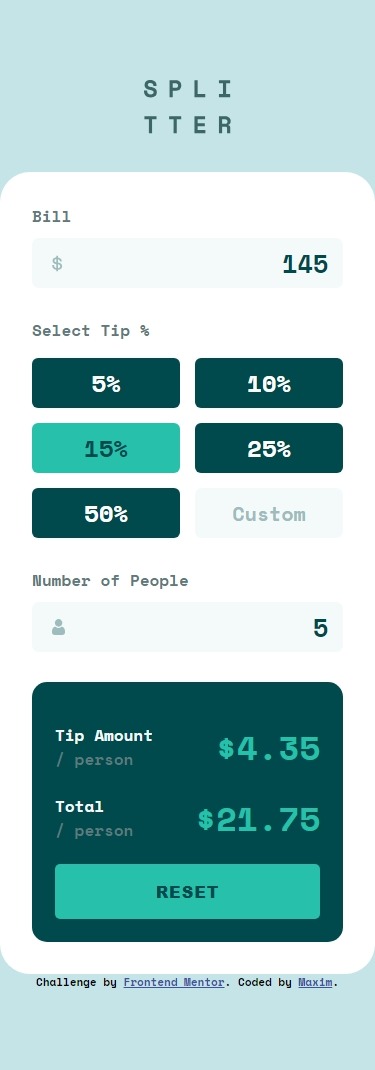 SPLI
TTER
Bill
$ 145
Select Tip %
5% 10%
15% 25%
50% Custom
Number of People
5
Tip Amount
/ person
$4.35
Total
/ person
$21.75
RESET
Challenge by Frontend Mentor. Coded by Maxim.